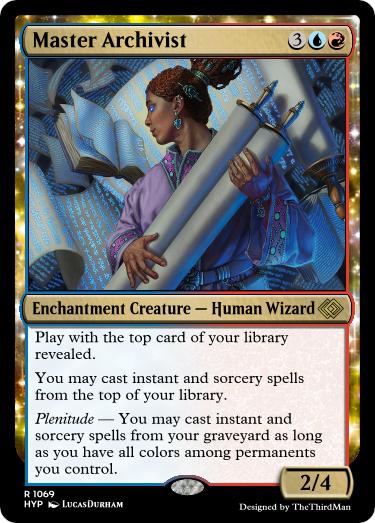 Master Archivist 3
Enchantment Creature — Human Wizard
Play with the top card of your library
revealed.
You may cast instant and sorcery spells
from the top of your library.
Plenitude — You may cast instant and
sorcery spells from your graveyard as long
as you have all colors among permanents
you control.
2/4
R 1069
HYP LucasDurham
Designed by TheThirdMan